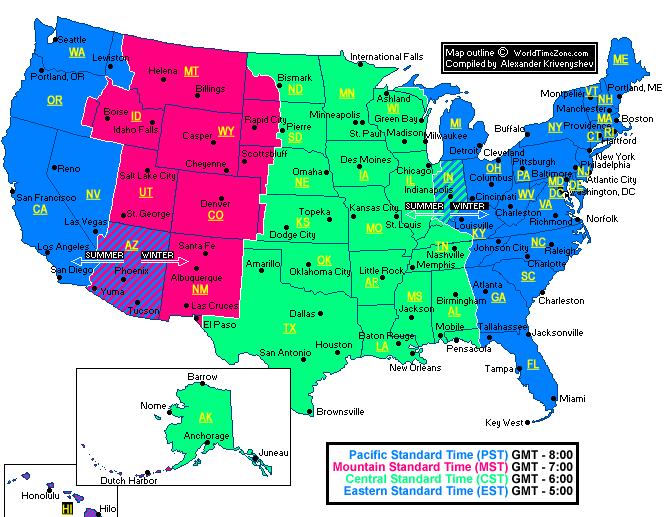 Map outline © WorldTimeZone.com
Compiled by Alexander Krivenyshev
Seattle
WA
Lewiston
Portland, OR
OR
Helena
MT
Billings
Boise
ID
Idaho Falls
WY
Casper
Cheyenne
Rapid City
Scottsbluff
Bismark
ND
Pierre
SD
International Falls
MN
Minneapolis
St. Paul
Ashland
WI
Green Bay
Madison
Milwaukee
MI
Detroit
ME
VT
Montpelier
Portland, ME
NH
Manchester
MA
Boston
Providence
CT
RI
Hartford
Buffalo
NY
New York
Philadelphia
NJ
Atlantic City
Pittsburgh
PA
Baltimore
MD
DE
DC
Washington, DC
Cleveland
OH
Columbus
Cincinnati
WV
Charleston
VA
Richmond
Norfolk
Reno
NV
San Francisco
CA
Las Vegas
Los Angeles
San Diego
Salt Lake City
UT
St. George
Denver
CO
AZ
SUMMER
WINTER
Phoenix
Yuma
Tucson
Santa Fe
Albuquerque
NM
Las Cruces
El Paso
Omaha
NE
Des Moines
IA
Chicago
IL
IN
Indianapolis
SUMMER
WINTER
Topeka
KS
Dodge City
Kansas City
St. Louis
MO
Louisville
KY
Nashville
TN
Memphis
Johnson City
NC
Raleigh
Charlotte
SC
Charleston
Atlanta
GA
Amarillo
OK
Oklahoma City
Little Rock
AR
MS
Jackson
Birmingham
AL
Mobile
Dallas
TX
San Antonio
Houston
Brownsville
Baton Rouge
LA
New Orleans
Pensacola
Tallahassee
Jacksonville
FL
Tampa
Miami
Key West
Barrow
Nome
AK
Anchorage
Juneau
Dutch Harbor
Honolulu
HI
Hilo
Pacific Standard Time (PST) GMT - 8:00
Mountain Standard Time (MST) GMT - 7:00
Central Standard Time (CST) GMT - 6:00
Eastern Standard Time (EST) GMT - 5:00